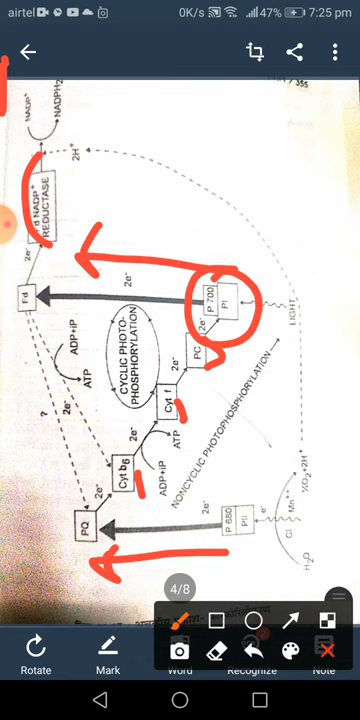 airtel
0K/s
47%
7:25 pm
/ 355
NADP⁺
NADPH₂
2H⁺
d NADP⁺
REDUCTASE
2e⁻
Fd
2e⁻
P 700
PI
LIGHT
ADP+iP
ATP
CYCLIC PHOTO-
PHOSPHORYLATION
2e⁻
PC
2e⁻
Cyt f
?
2e⁻
2e⁻
ATP
ADP+iP
NONCYCLIC PHOTOPHOSPHORYLATION
Cyt b₆
2e⁻
PQ
2e⁻
P 680
PII
e⁻
Cl
Mn⁺⁺
½O₂+2H⁺
H₂O
4/8
Rotate
Mark
Word
Recognize
Note